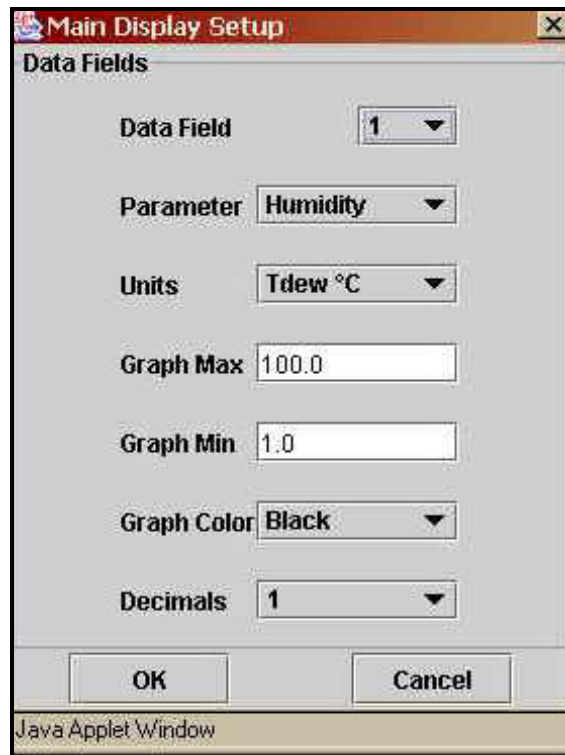 Main Display Setup
Data Fields
Data Field 1
Parameter Humidity
Units Tdew °C
Graph Max 100.0
Graph Min 1.0
Graph Color Black
Decimals 1
OK Cancel
Java Applet Window